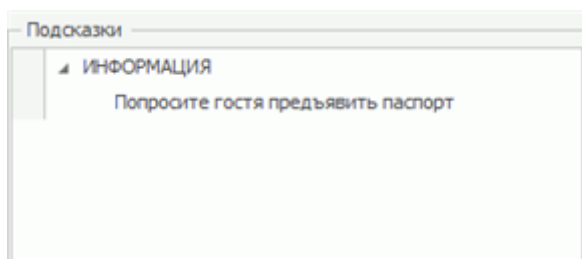 Подсказки
ИНФОРМАЦИЯ
Попросите гостя предъявить паспорт